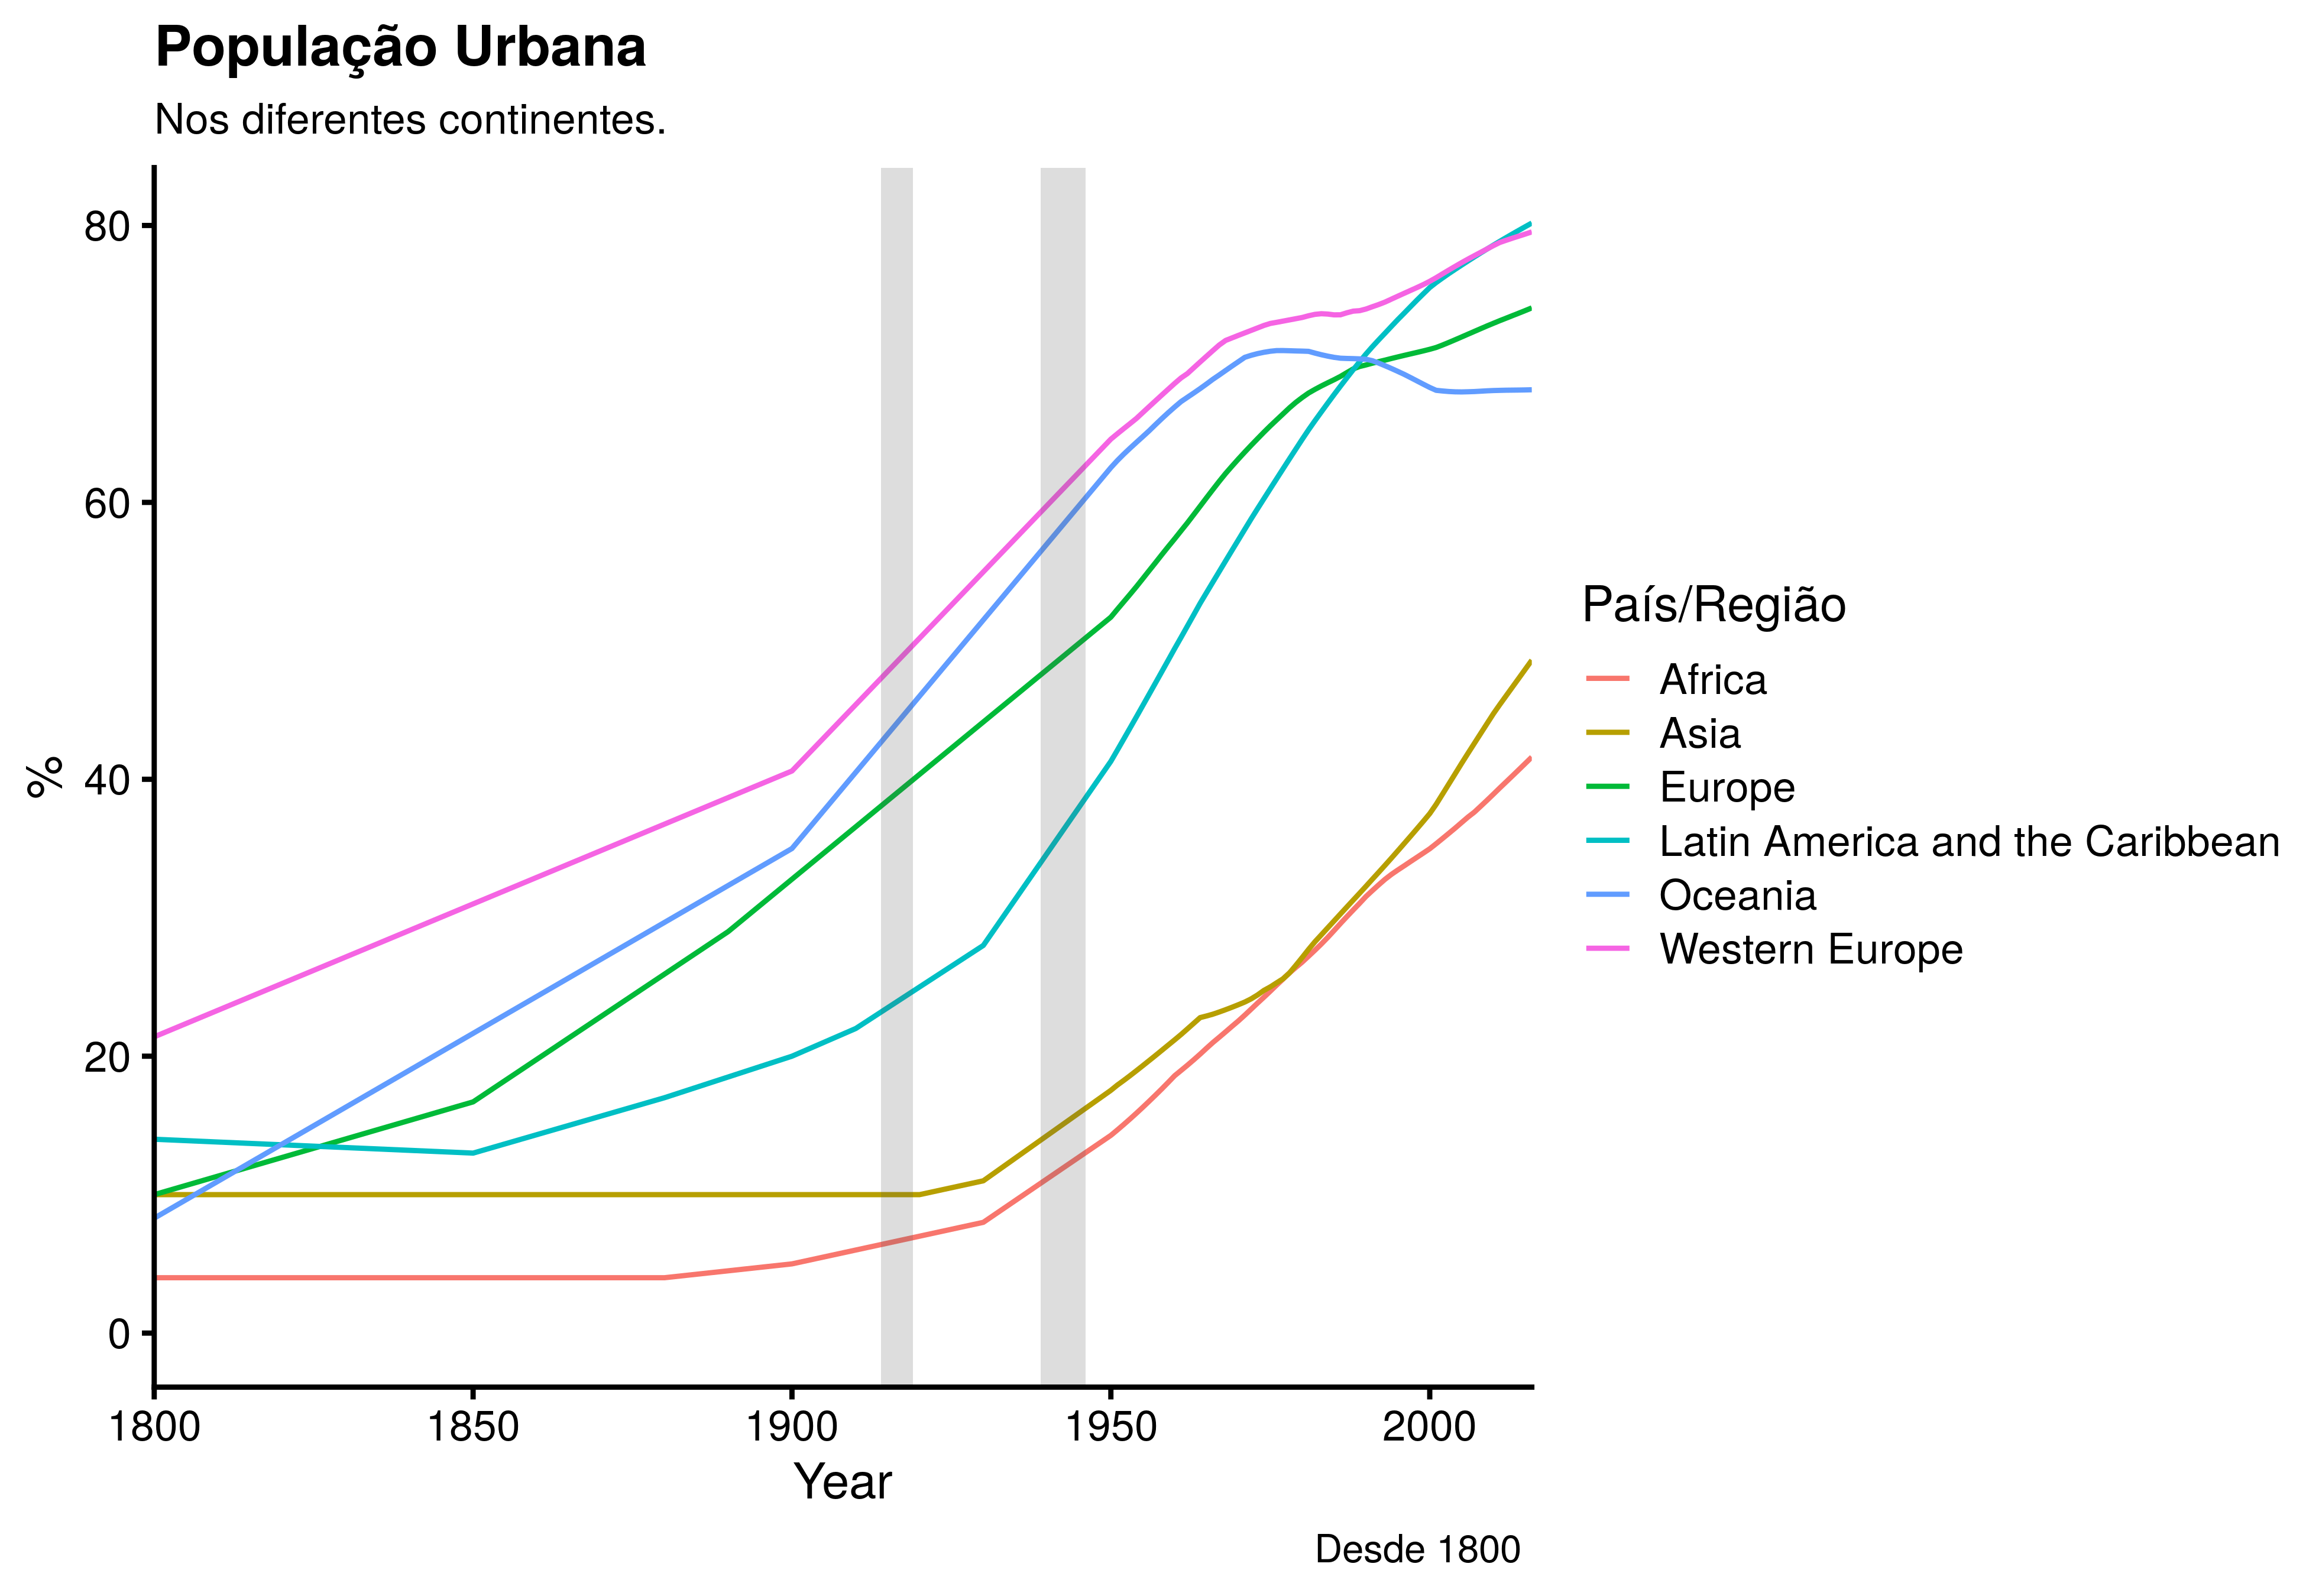 População Urbana
Nos diferentes continentes.
80
60
40
20
0
%
1800 1850 1900 1950 2000
Year
País/Região
Africa
Asia
Europe
Latin America and the Caribbean
Oceania
Western Europe
Desde 1800